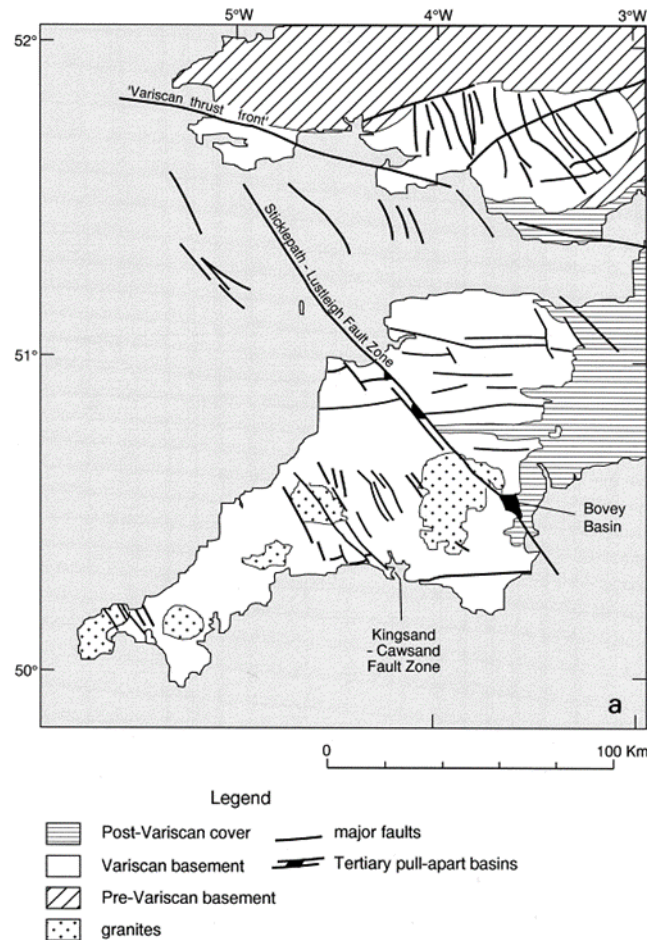 5°W
4°W
3°W
52°
'Variscan thrust front'
Sticklepath - Lustleigh Fault Zone
51°
Bovey
Basin
Kingsand
- Cawsand
Fault Zone
50°
a
0
100 Km
Legend
Post-Variscan cover
major faults
Variscan basement
Tertiary pull-apart basins
Pre-Variscan basement
granites